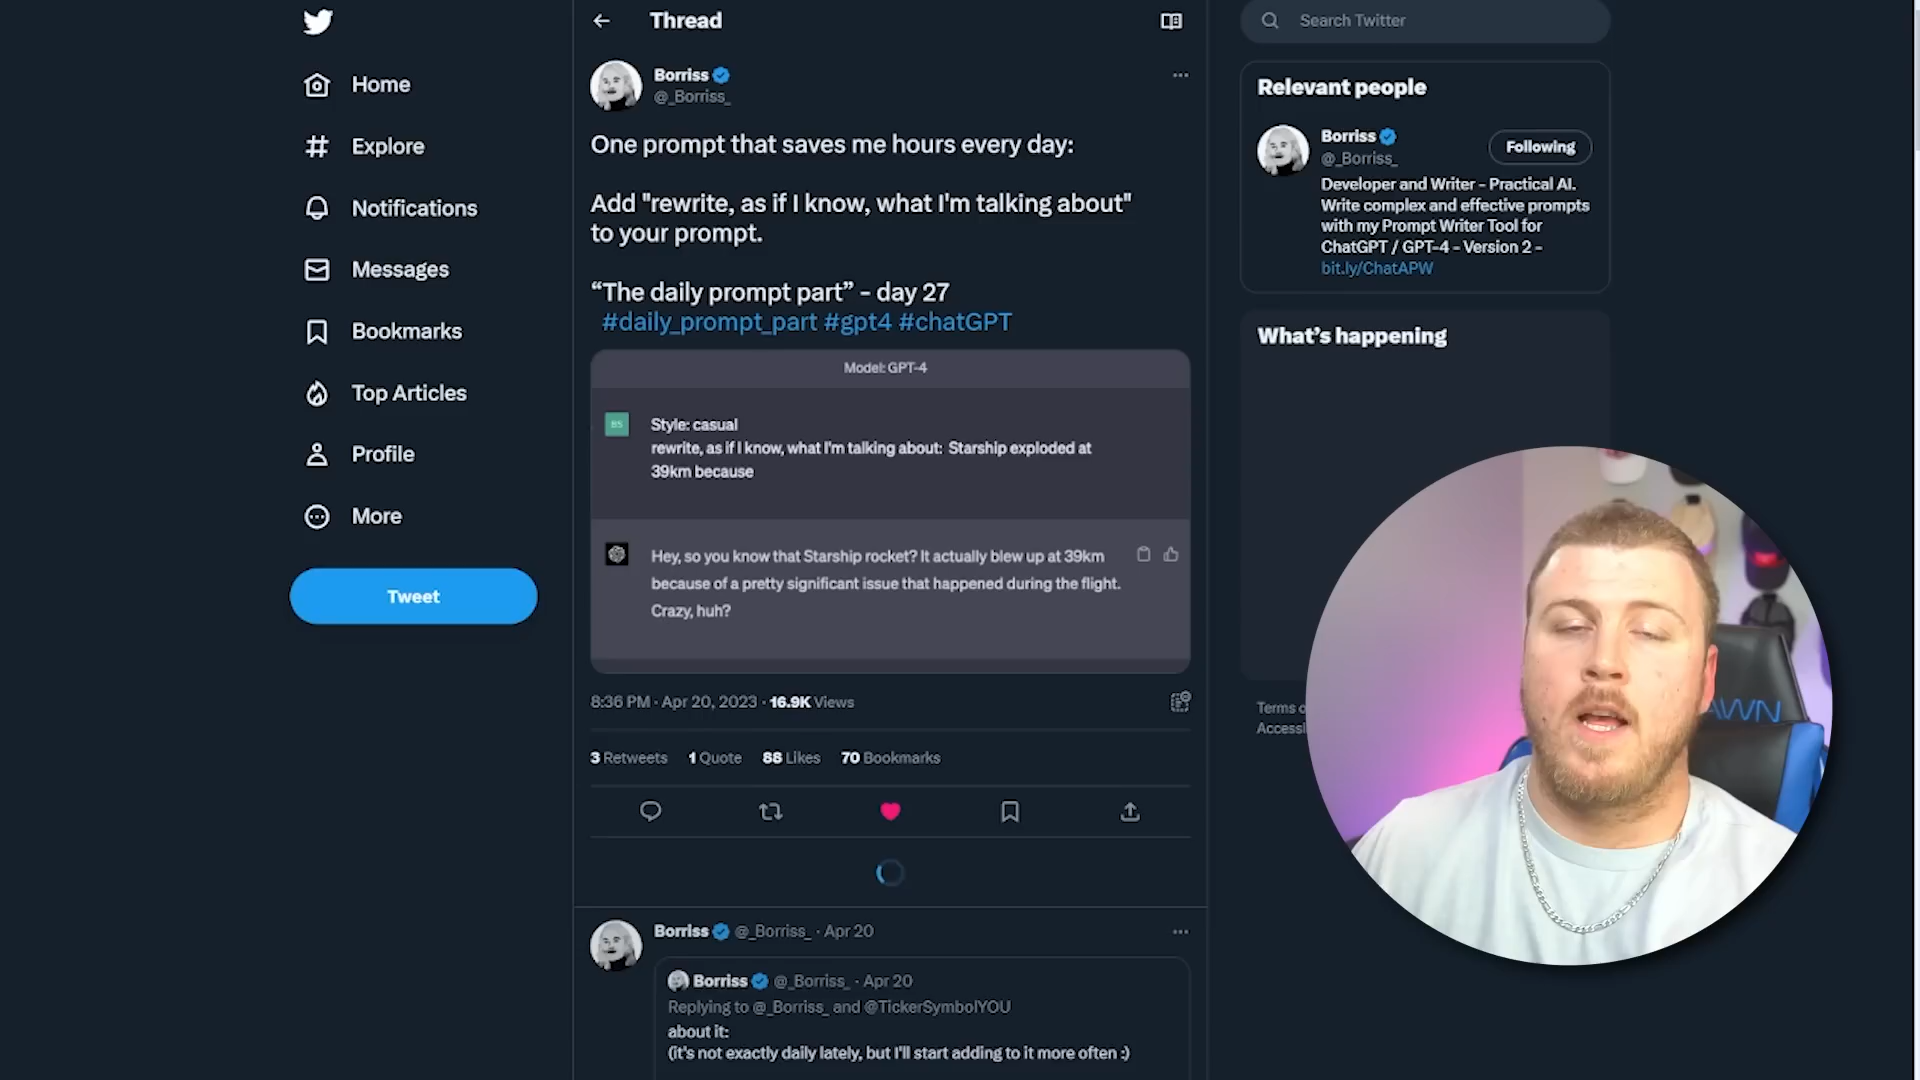 Home
Explore
Notifications
Messages
Bookmarks
Top Articles
Profile
More
Tweet
Thread
Borriss
@_Borriss_
One prompt that saves me hours every day:
Add "rewrite, as if I know, what I'm talking about"
to your prompt.
“The daily prompt part” - day 27
#daily_prompt_part #gpt4 #chatGPT
Model: GPT-4
BS
Style: casual
rewrite, as if I know, what I'm talking about: Starship exploded at
39km because
Hey, so you know that Starship rocket? It actually blew up at 39km
because of a pretty significant issue that happened during the flight.
Crazy, huh?
8:36 PM · Apr 20, 2023 · 16.9K Views
3 Retweets 1 Quote 88 Likes 70 Bookmarks
Borriss @_Borriss_ · Apr 20
Borriss @_Borriss_ · Apr 20
Replying to @_Borriss_ and @TickerSymbolYOU
about it:
(it's not exactly daily lately, but I'll start adding to it more often :)
Search Twitter
Relevant people
Borriss
@_Borriss_
Following
Developer and Writer - Practical AI.
Write complex and effective prompts
with my Prompt Writer Tool for
ChatGPT / GPT-4 - Version 2 -
bit.ly/ChatAPW
What’s happening
Terms
AWN